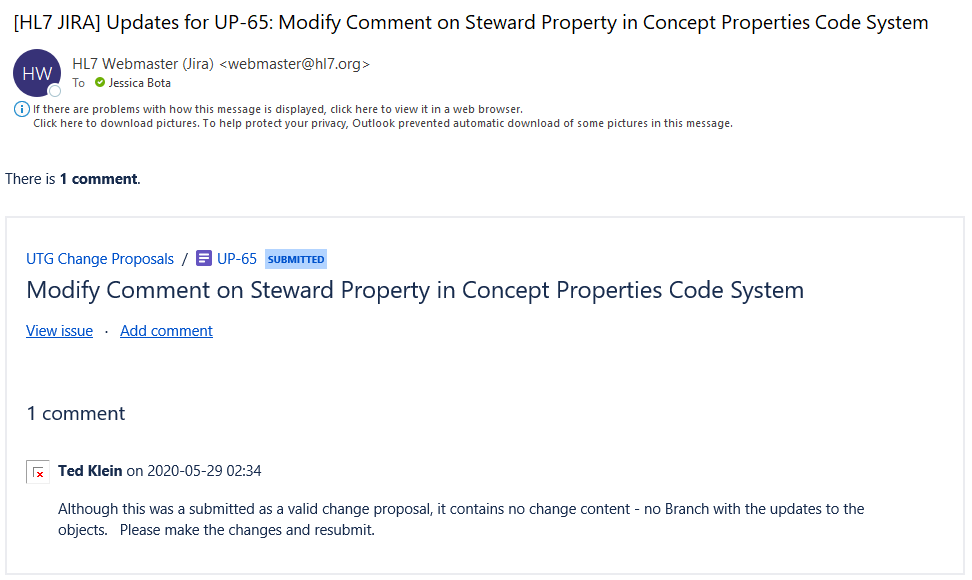 [HL7 JIRA] Updates for UP-65: Modify Comment on Steward Property in Concept Properties Code System
HW
HL7 Webmaster (Jira) <webmaster@hl7.org>
To Jessica Bota
If there are problems with how this message is displayed, click here to view it in a web browser.
Click here to download pictures. To help protect your privacy, Outlook prevented automatic download of some pictures in this message.
There is 1 comment.
UTG Change Proposals / UP-65 SUBMITTED
Modify Comment on Steward Property in Concept Properties Code System
View issue · Add comment
1 comment
Ted Klein on 2020-05-29 02:34
Although this was a submitted as a valid change proposal, it contains no change content - no Branch with the updates to the
objects.   Please make the changes and resubmit.